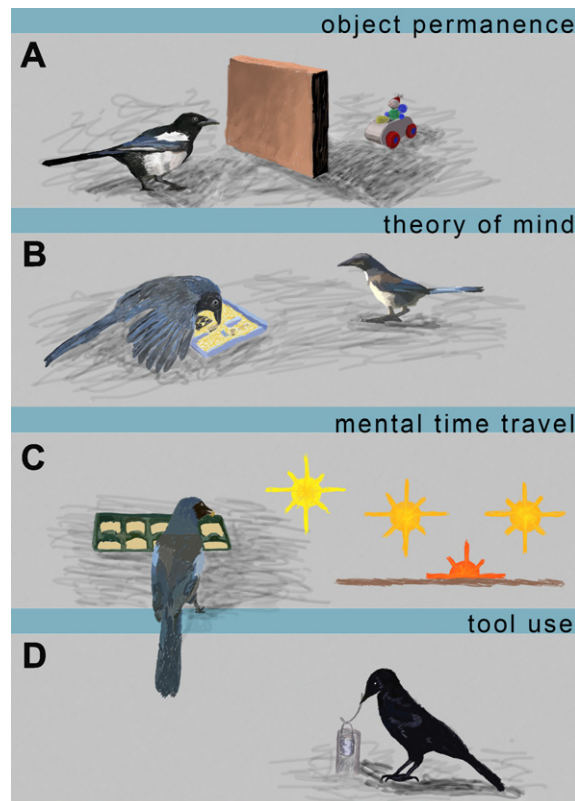 object permanence
A
theory of mind
B
mental time travel
C
tool use
D